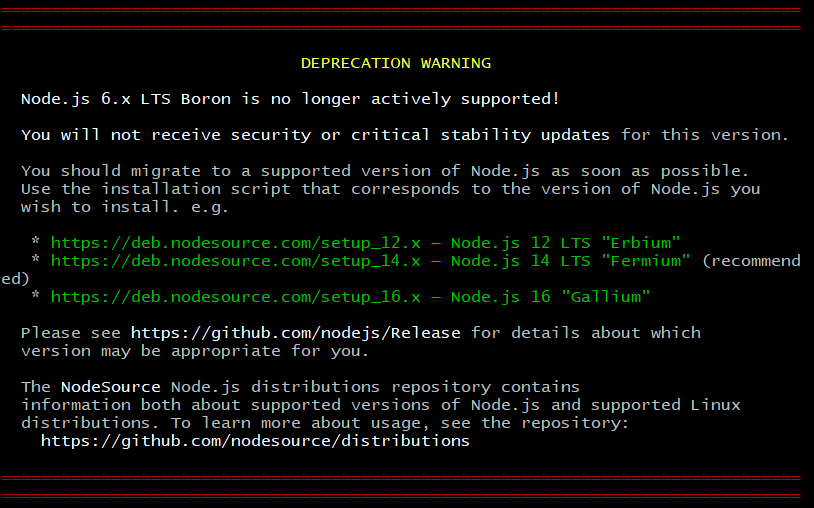 ================================================================================
================================================================================
DEPRECATION WARNING
Node.js 6.x LTS Boron is no longer actively supported!
You will not receive security or critical stability updates for this version.
You should migrate to a supported version of Node.js as soon as possible.
Use the installation script that corresponds to the version of Node.js you
wish to install. e.g.
* https://deb.nodesource.com/setup_12.x — Node.js 12 LTS "Erbium"
* https://deb.nodesource.com/setup_14.x — Node.js 14 LTS "Fermium" (recommend
ed)
* https://deb.nodesource.com/setup_16.x — Node.js 16 "Gallium"
Please see https://github.com/nodejs/Release for details about which
version may be appropriate for you.
The NodeSource Node.js distributions repository contains
information both about supported versions of Node.js and supported Linux
distributions. To learn more about usage, see the repository:
https://github.com/nodesource/distributions
================================================================================
================================================================================